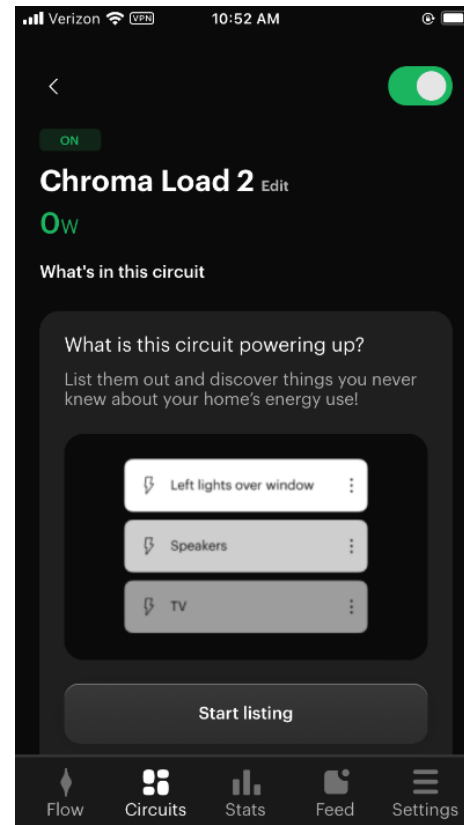 Verizon VPN 10:52 AM
ON
Chroma Load 2 Edit
0W
What's in this circuit
What is this circuit powering up?
List them out and discover things you never
knew about your home's energy use!
Left lights over window
Speakers
TV
Start listing
Flow Circuits Stats Feed Settings